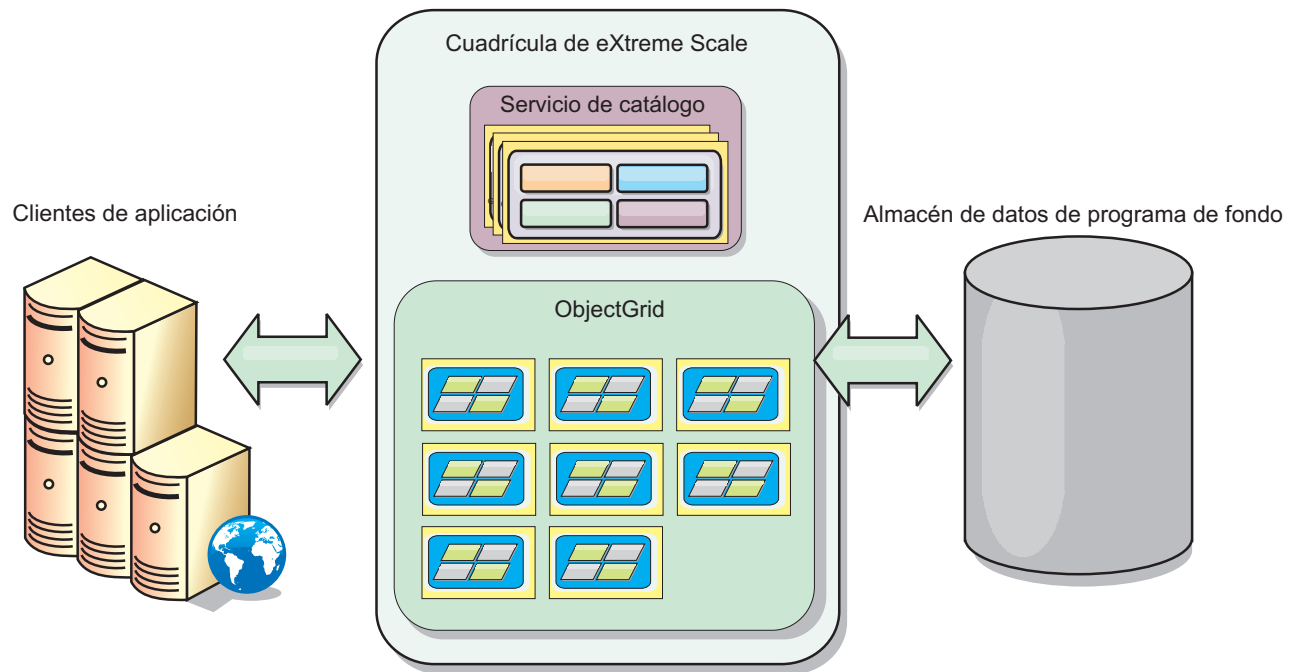 Cuadrícula de eXtreme Scale
Servicio de catálogo
Clientes de aplicación
Almacén de datos de programa de fondo
ObjectGrid